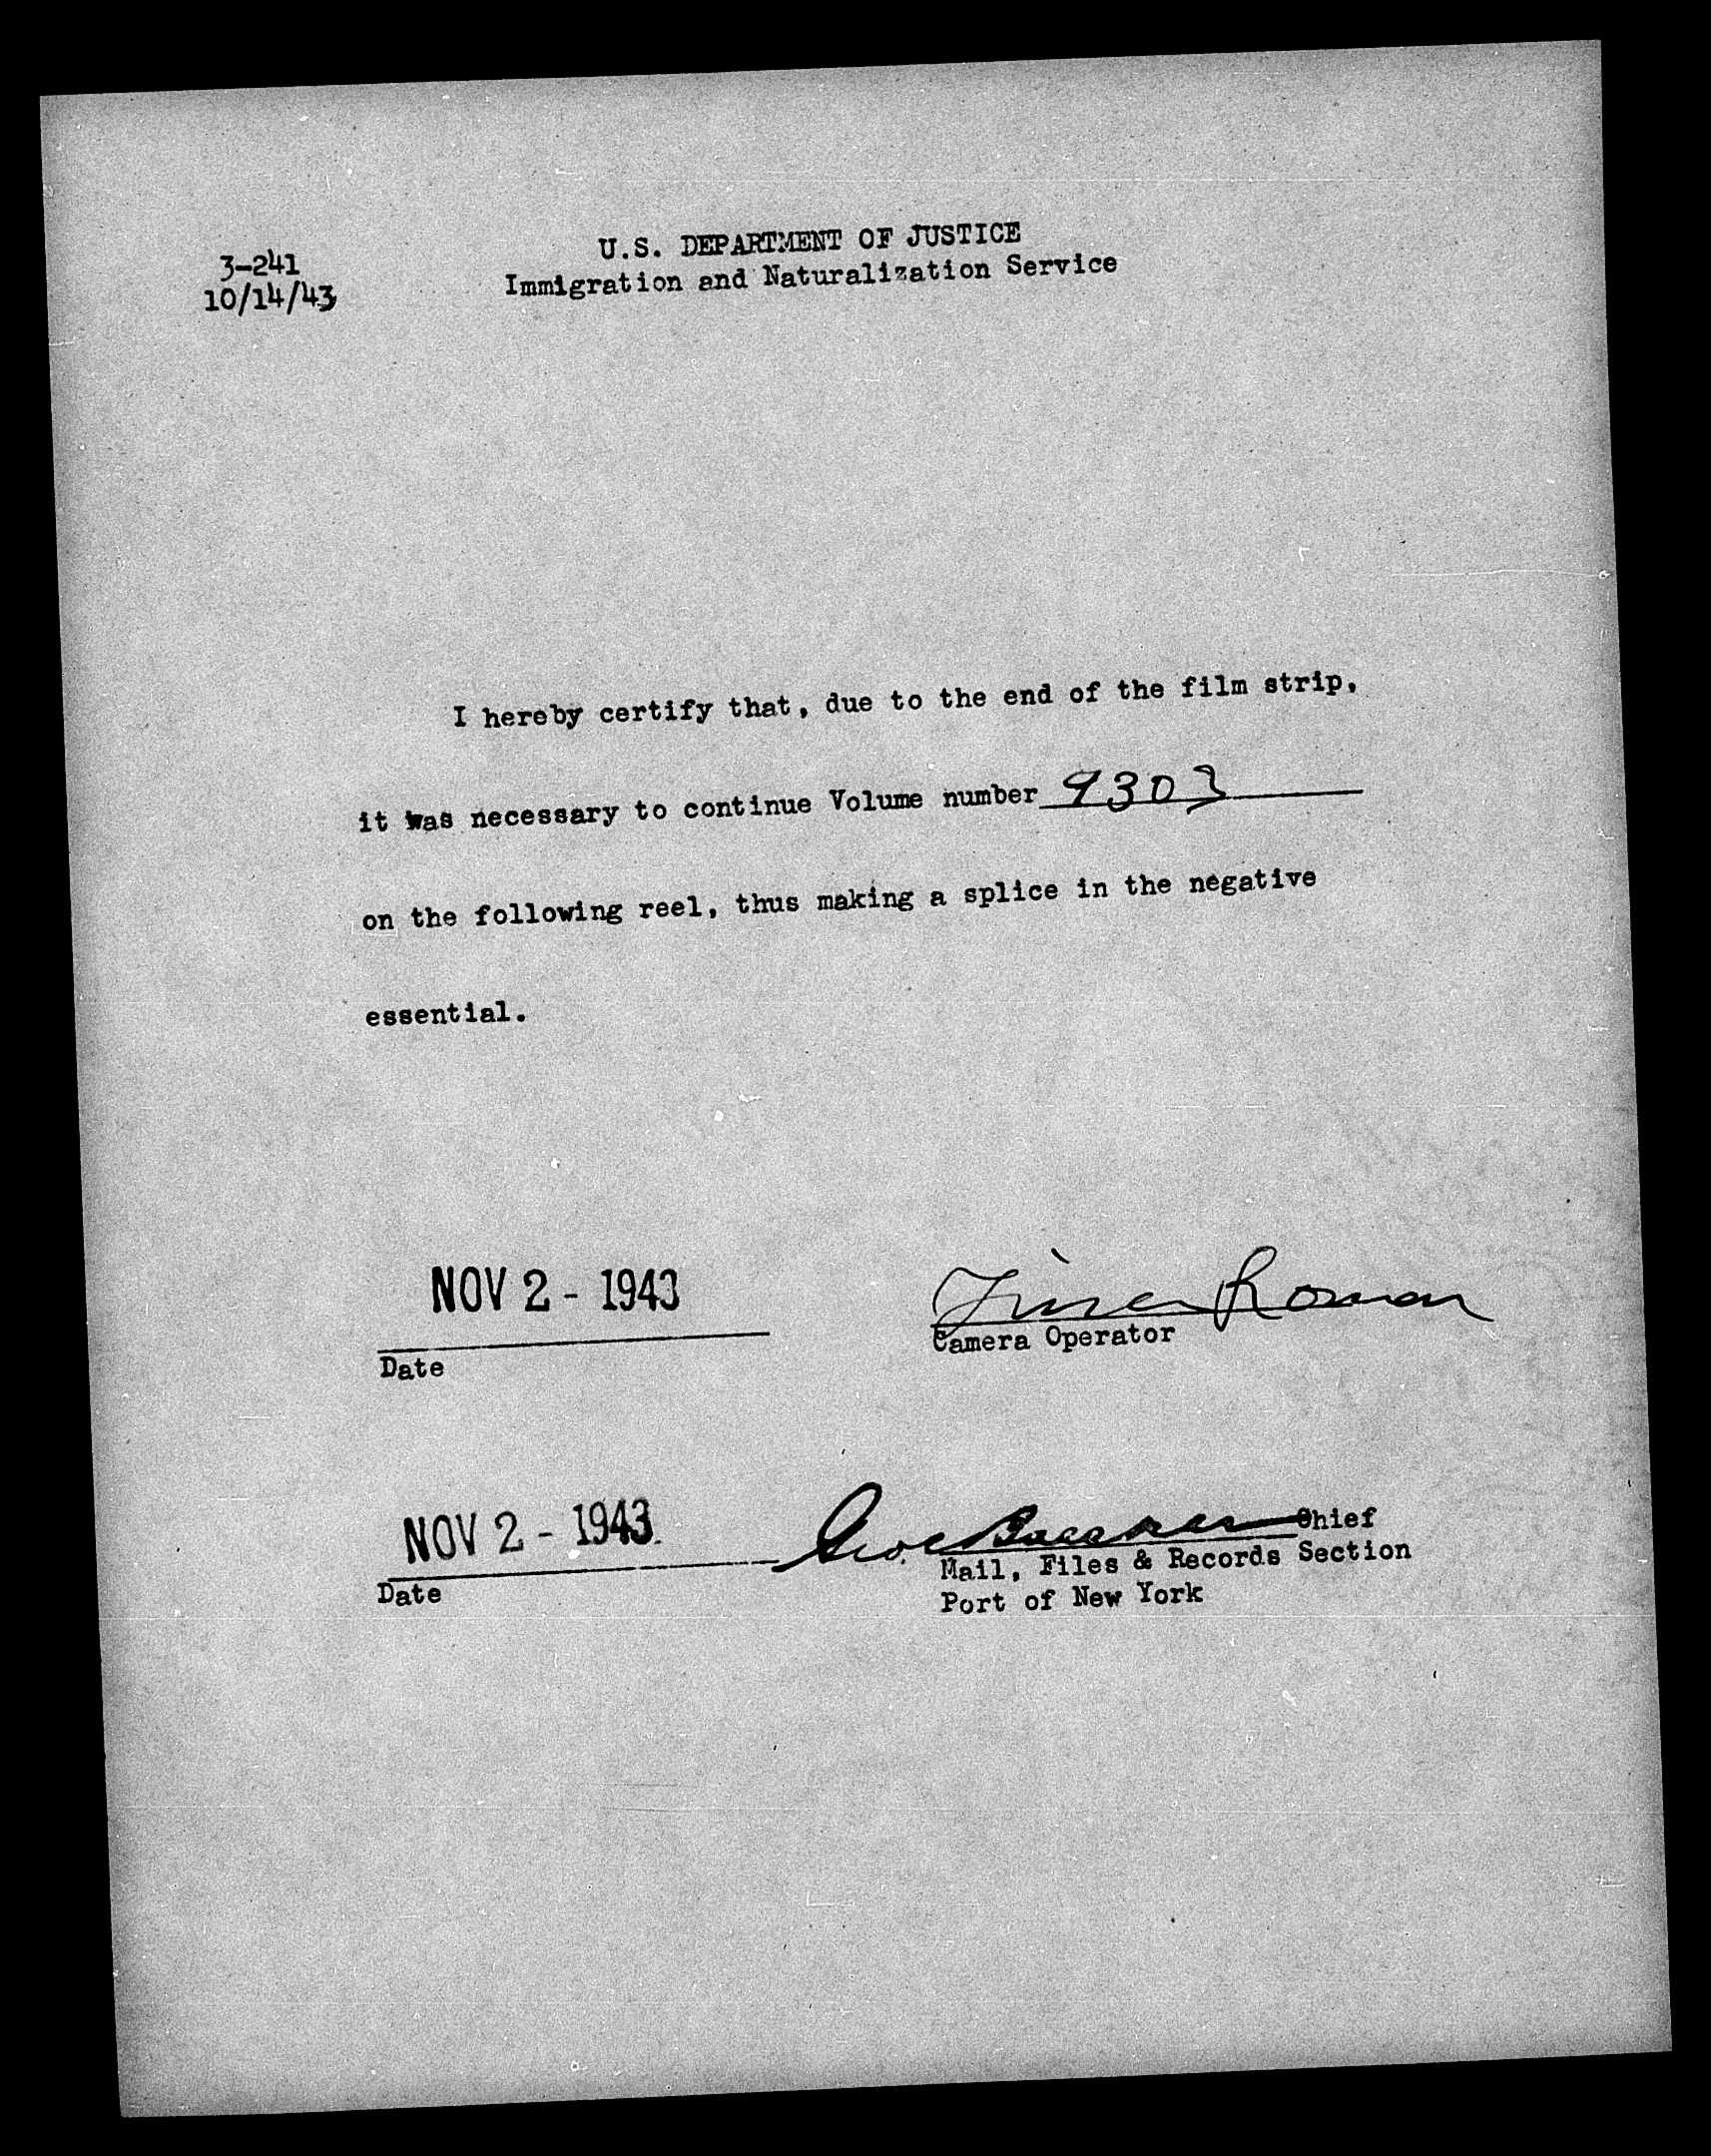 3-241
10/14/43
U.S. DEPARTMENT OF JUSTICE
Immigration and Naturalization Service
I hereby certify that, due to the end of the film strip,
it was necessary to continue Volume number 9303
on the following reel, thus making a splice in the negative
essential.
NOV 2 - 1943
Date
Roman
Camera Operator
NOV 2 - 1943
Date
Chief
Mail, Files & Records Section
Port of New York